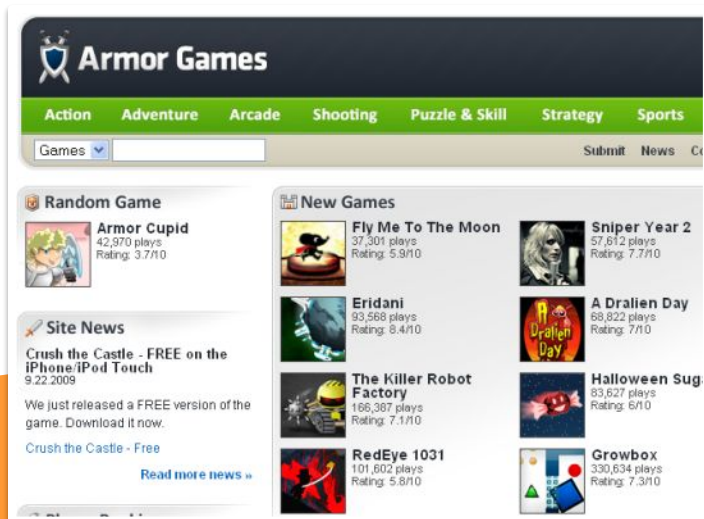 Armor Games
Action Adventure Arcade Shooting Puzzle & Skill Strategy Sports
Games
Submit News
Random Game
Armor Cupid
42,970 plays
Rating: 3.7/10
Site News
Crush the Castle - FREE on the
iPhone/iPod Touch
9.22.2009
We just released a FREE version of the
game. Download it now.
Crush the Castle - Free
Read more news »
New Games
Fly Me To The Moon
37,301 plays
Rating: 5.9/10
Sniper Year 2
57,612 plays
Rating: 7.7/10
Eridani
93,568 plays
Rating: 8.4/10
A Dralien Day
68,822 plays
Rating: 7/10
A
Dralien
Day
The Killer Robot
Factory
166,387 plays
Rating: 7.1/10
Halloween
83,627 plays
Rating: 6/10
RedEye 1031
101,602 plays
Rating: 5.8/10
Growbox
330,634 plays
Rating: 7.3/10